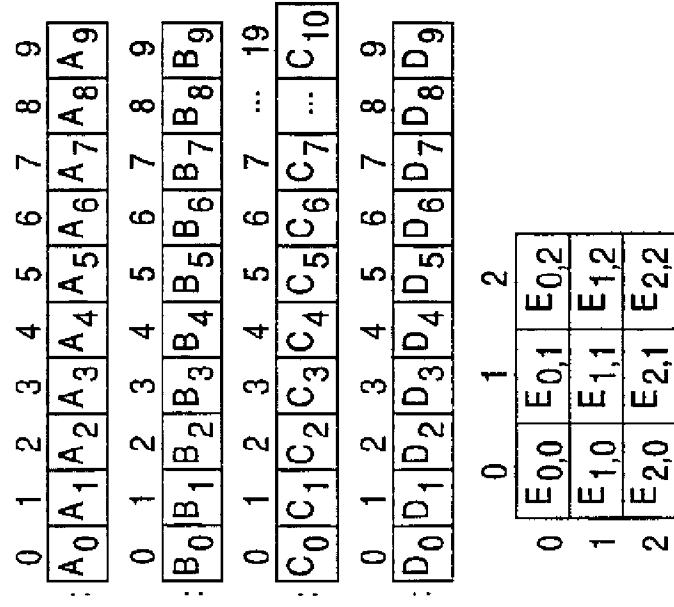 0 1 2 3 4 5 6 7 8 9
: A0 A1 A2 A3 A4 A5 A6 A7 A8 A9
0 1 2 3 4 5 6 7 8 9
: B0 B1 B2 B3 B4 B5 B6 B7 B8 B9
0 1 2 3 4 5 6 7 ... 19
: C0 C1 C2 C3 C4 C5 C6 C7 ... C10
0 1 2 3 4 5 6 7 8 9
: D0 D1 D2 D3 D4 D5 D6 D7 D8 D9
0 1 2
0 E0,0 E0,1 E0,2
1 E1,0 E1,1 E1,2
2 E2,0 E2,1 E2,2